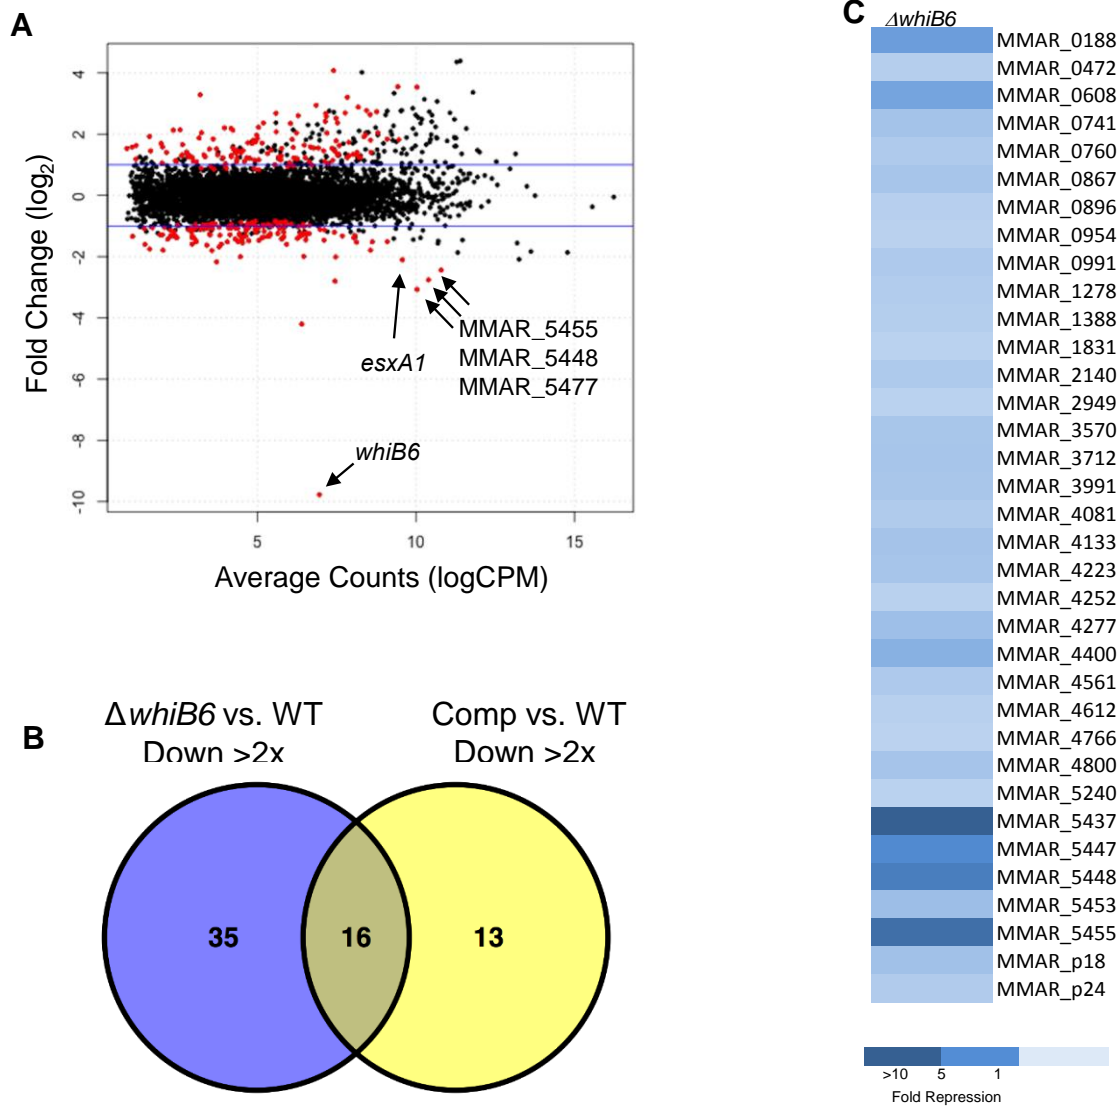 A
4
2
0
-2
-4
-6
-8
-10
Fold Change (log2)
esxA1
MMAR_5455
MMAR_5448
MMAR_5477
whiB6
5 10 15
Average Counts (logCPM)
B
ΔwhiB6 vs. WT
Down >2x
Comp vs. WT
Down >2x
35 16 13
C
ΔwhiB6
MMAR_0188
MMAR_0472
MMAR_0608
MMAR_0741
MMAR_0760
MMAR_0867
MMAR_0896
MMAR_0954
MMAR_0991
MMAR_1278
MMAR_1388
MMAR_1831
MMAR_2140
MMAR_2949
MMAR_3570
MMAR_3712
MMAR_3991
MMAR_4081
MMAR_4133
MMAR_4223
MMAR_4252
MMAR_4277
MMAR_4400
MMAR_4561
MMAR_4612
MMAR_4766
MMAR_4800
MMAR_5240
MMAR_5437
MMAR_5447
MMAR_5448
MMAR_5453
MMAR_5455
MMAR_p18
MMAR_p24
>10 5 1
Fold Repression